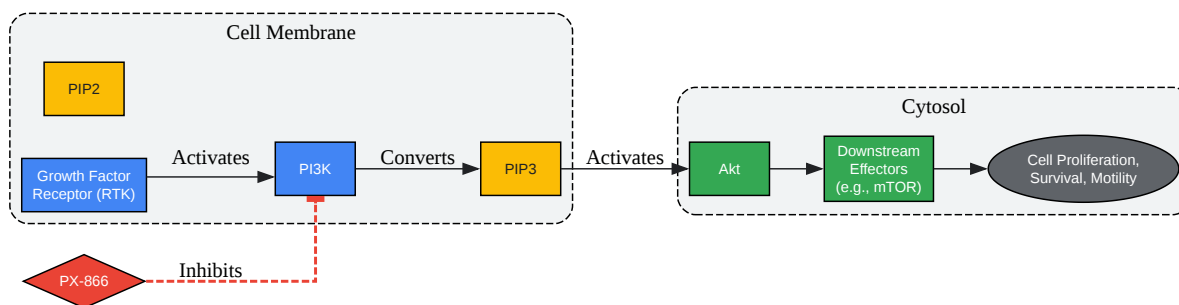 Cell Membrane
PIP2
Growth Factor
Receptor (RTK)
Activates
PI3K
Converts
PIP3
Activates
Cytosol
Akt
Downstream
Effectors
(e.g., mTOR)
Cell Proliferation,
Survival, Motility
PX-866
Inhibits